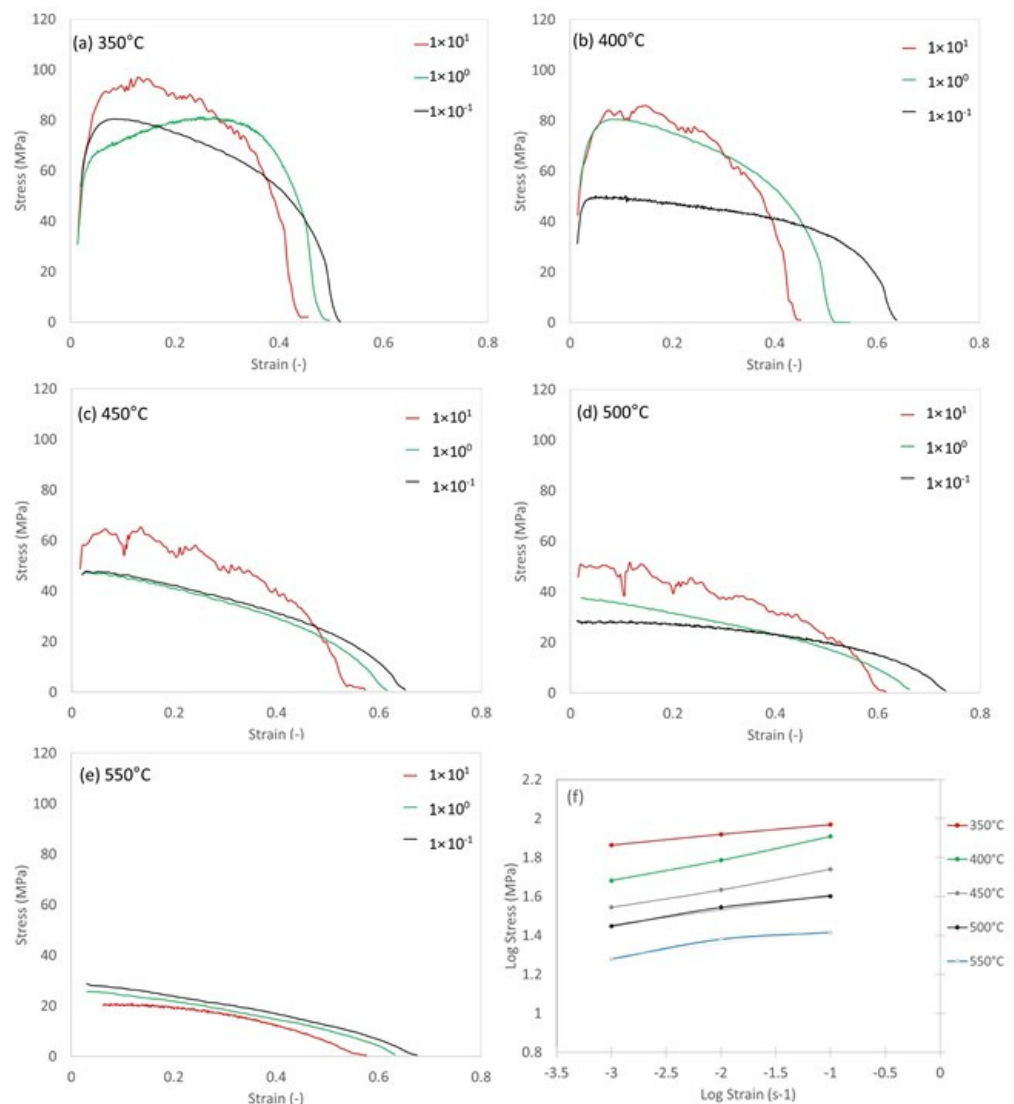 (a) 350°C
1×10¹
1×10⁰
1×10⁻¹
Stress (MPa)
120
100
80
60
40
20
0
0 0.2 0.4 0.6 0.8
Strain (-)
(b) 400°C
1×10¹
1×10⁰
1×10⁻¹
Stress (MPa)
120
100
80
60
40
20
0
0 0.2 0.4 0.6 0.8
Strain (-)
(c) 450°C
1×10¹
1×10⁰
1×10⁻¹
Stress (MPa)
120
100
80
60
40
20
0
0 0.2 0.4 0.6 0.8
Strain (-)
(d) 500°C
1×10¹
1×10⁰
1×10⁻¹
Stress (MPa)
120
100
80
60
40
20
0
0 0.2 0.4 0.6 0.8
Strain (-)
(e) 550°C
1×10¹
1×10⁰
1×10⁻¹
Stress (MPa)
120
100
80
60
40
20
0
0 0.2 0.4 0.6 0.8
Strain (-)
(f)
Log Stress (MPa)
2.2
2
1.8
1.6
1.4
1.2
1
0.8
-3.5 -3 -2.5 -2 -1.5 -1 -0.5 0
Log Strain (s-1)
350°C
400°C
450°C
500°C
550°C